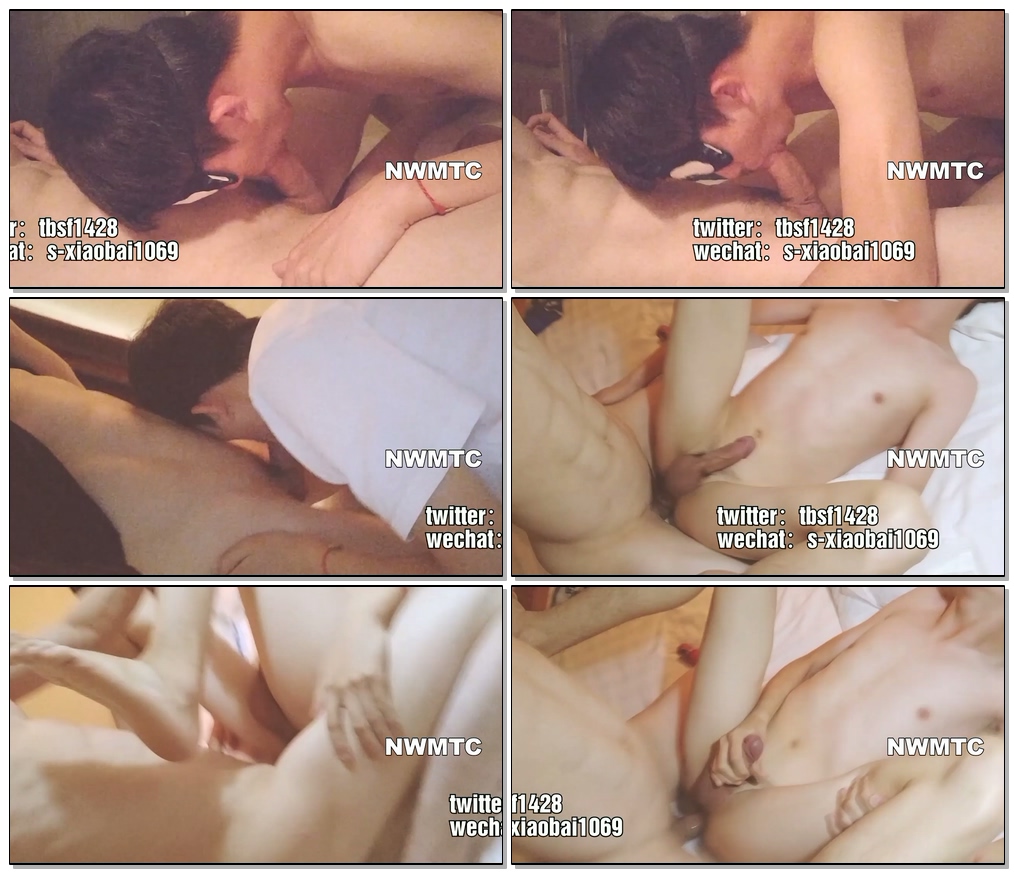 NWMTC
r: tbsf1428
at: s-xiaobai1069
NWMTC
twitter: tbsf1428
wechat: s-xiaobai1069
NWMTC
twitter:
wechat:
NWMTC
twitter: tbsf1428
wechat: s-xiaobai1069
NWMTC
twitte
wech
NWMTC
f1428
xiaobai1069